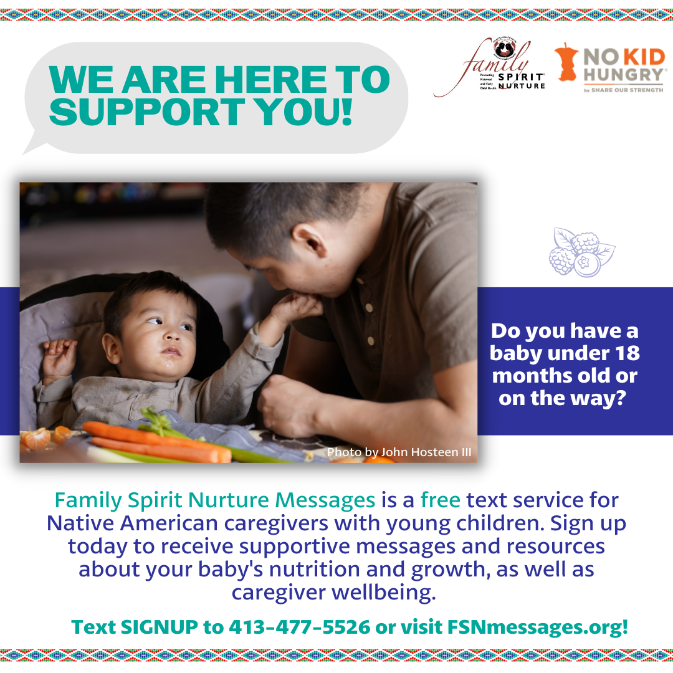 WE ARE HERE TO
SUPPORT YOU!
family
SPIRIT
NURTURE
NO KID
HUNGRY
by SHARE OUR STRENGTH
Photo by John Hosteen III
Do you have a
baby under 18
months old or
on the way?
Family Spirit Nurture Messages is a free text service for
Native American caregivers with young children. Sign up
today to receive supportive messages and resources
about your baby's nutrition and growth, as well as
caregiver wellbeing.
Text SIGNUP to 413-477-5526 or visit FSNmessages.org!